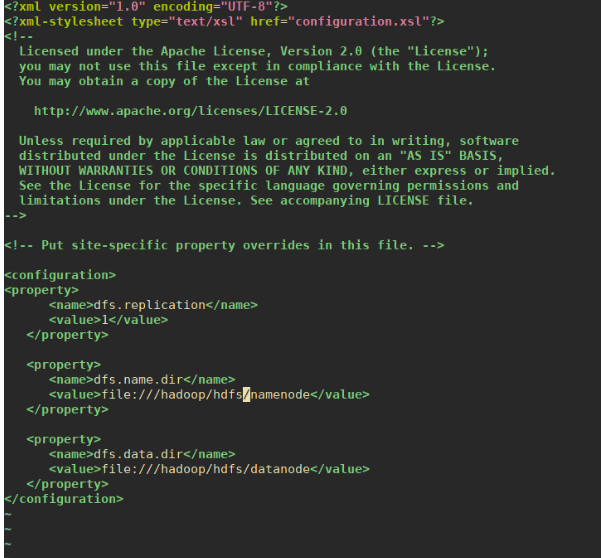 <?xml version="1.0" encoding="UTF-8"?>
<?xml-stylesheet type="text/xsl" href="configuration.xsl"?>
<!--
  Licensed under the Apache License, Version 2.0 (the "License");
  you may not use this file except in compliance with the License.
  You may obtain a copy of the License at

    http://www.apache.org/licenses/LICENSE-2.0

  Unless required by applicable law or agreed to in writing, software
  distributed under the License is distributed on an "AS IS" BASIS,
  WITHOUT WARRANTIES OR CONDITIONS OF ANY KIND, either express or implied.
  See the License for the specific language governing permissions and
  limitations under the License. See accompanying LICENSE file.
-->

<!-- Put site-specific property overrides in this file. -->

<configuration>
<property>
      <name>dfs.replication</name>
      <value>1</value>
   </property>

   <property>
      <name>dfs.name.dir</name>
      <value>file:///hadoop/hdfs/namenode</value>
   </property>

   <property>
      <name>dfs.data.dir</name>
      <value>file:///hadoop/hdfs/datanode</value>
   </property>
</configuration>
~
~
~